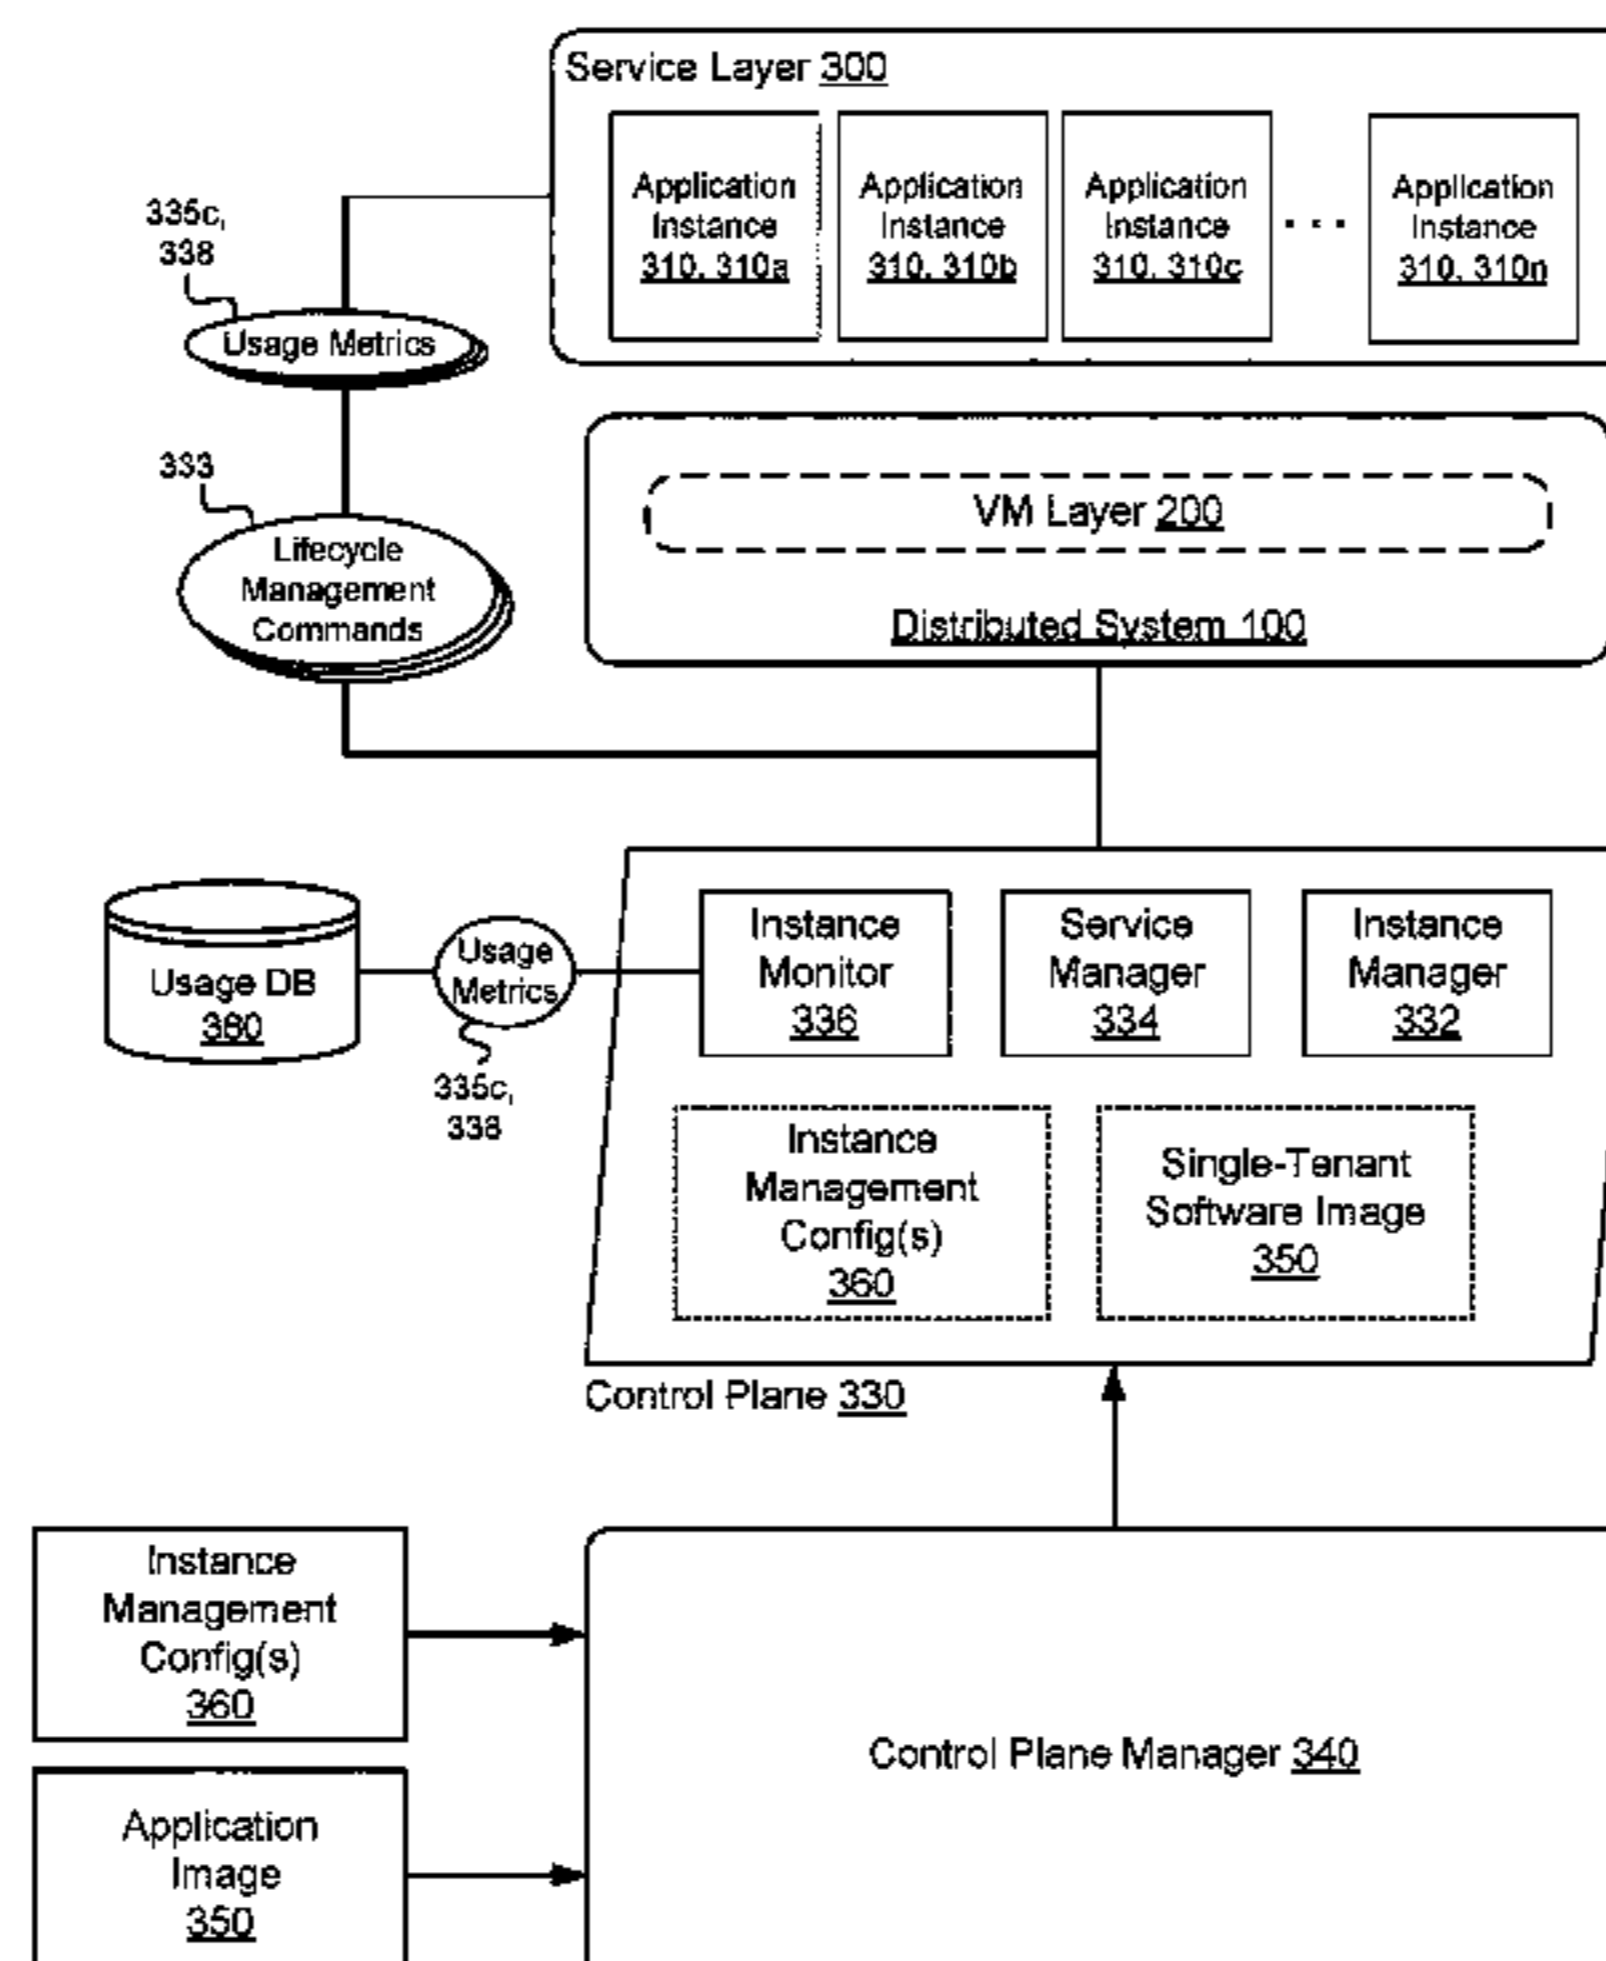 Service Layer 300
Application
Instance
310, 310a
Application
Instance
310, 310b
Application
Instance
310, 310c
. . .
Application
Instance
310, 310n
335c,
338
Usage Metrics
333
Lifecycle
Management
Commands
VM Layer 200
Distributed System 100
Usage DB
380
Usage
Metrics
335c,
338
Instance
Monitor
336
Service
Manager
334
Instance
Manager
332
Instance
Management
Config(s)
360
Single-Tenant
Software Image
350
Control Plane 330
Instance
Management
Config(s)
360
Application
Image
350
Control Plane Manager 340